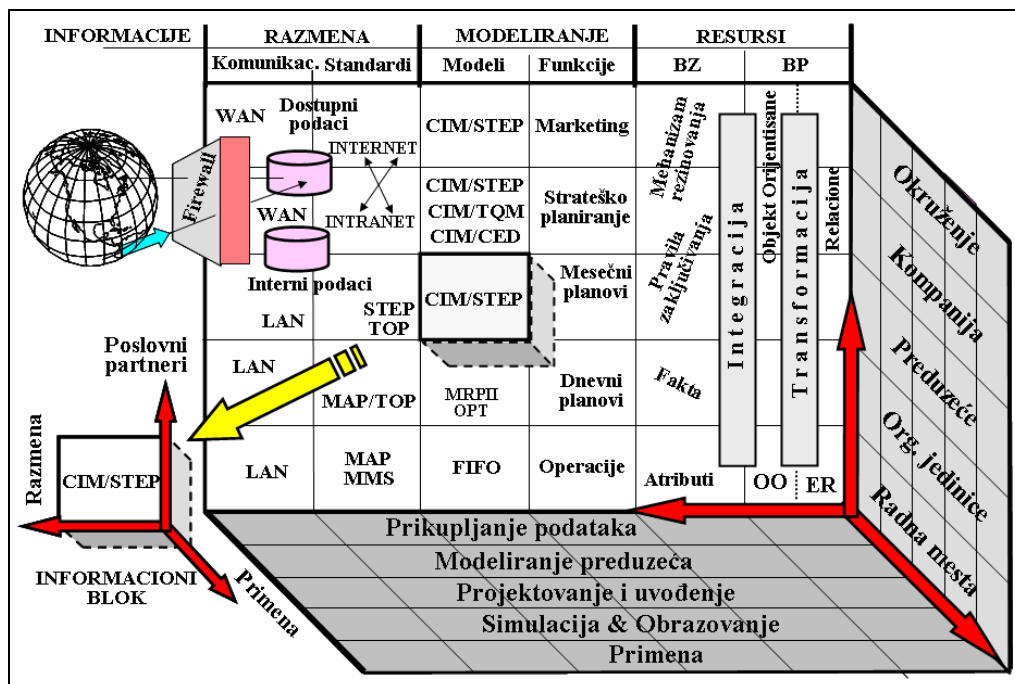 INFORMACIJE RAZMENA MODELIRANJE RESURSI
Komunikac. Standardi Modeli Funkcije BZ BP
WAN
Dostupni
podaci
INTERNET
CIM/STEP
Marketing
Mehanizam
rezinovanja
Firewall
WAN
INTRANET
CIM/STEP
CIM/TQM
CIM/CED
Strateško
planiranje
Interni podaci
LAN
STEP
TOP
CIM/STEP
Mesečni
planovi
Pravila
zaključivanja
LAN
MAP/TOP
MRPII
OPT
Dnevni
planovi
Fakta
LAN
MAP
MMS
FIFO
Operacije
Atributi
OO
ER
Integracija
Objekt Orijentisane
Transformacija
Relacione
Okruženje
Kompanija
Preduzeće
Org. jedinice
Radna mesta
Poslovni
partneri
Razmena
CIM/STEP
INFORMACIONI
BLOK
Primena
Prikupljanje podataka
Modeliranje preduzeća
Projektovanje i uvođenje
Simulacija & Obrazovanje
Primena